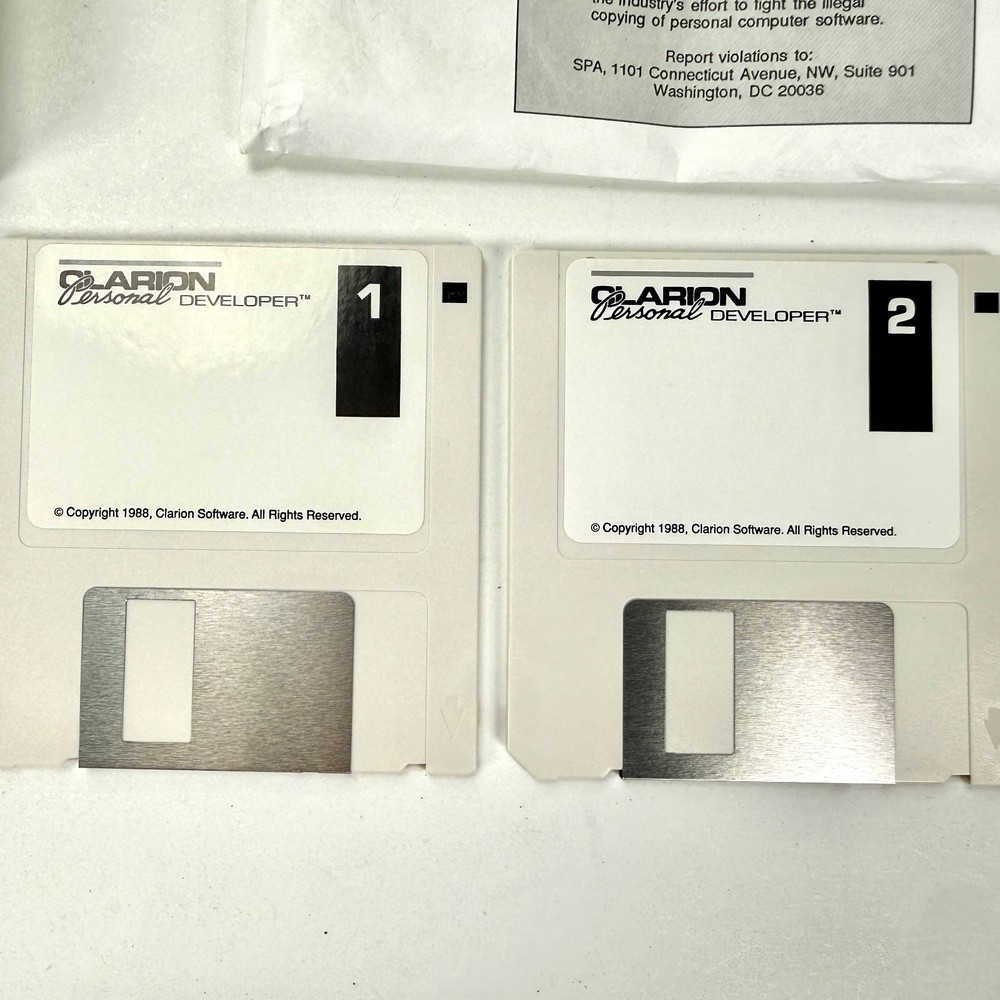 the industry's effort to fight the illegal
copying of personal computer software.
Report violations to:
SPA, 1101 Connecticut Avenue, NW, Suite 901
Washington, DC 20036
CLARION
Personal DEVELOPER™
1
© Copyright 1988, Clarion Software. All Rights Reserved.
CLARION
Personal DEVELOPER™
2
© Copyright 1988, Clarion Software. All Rights Reserved.